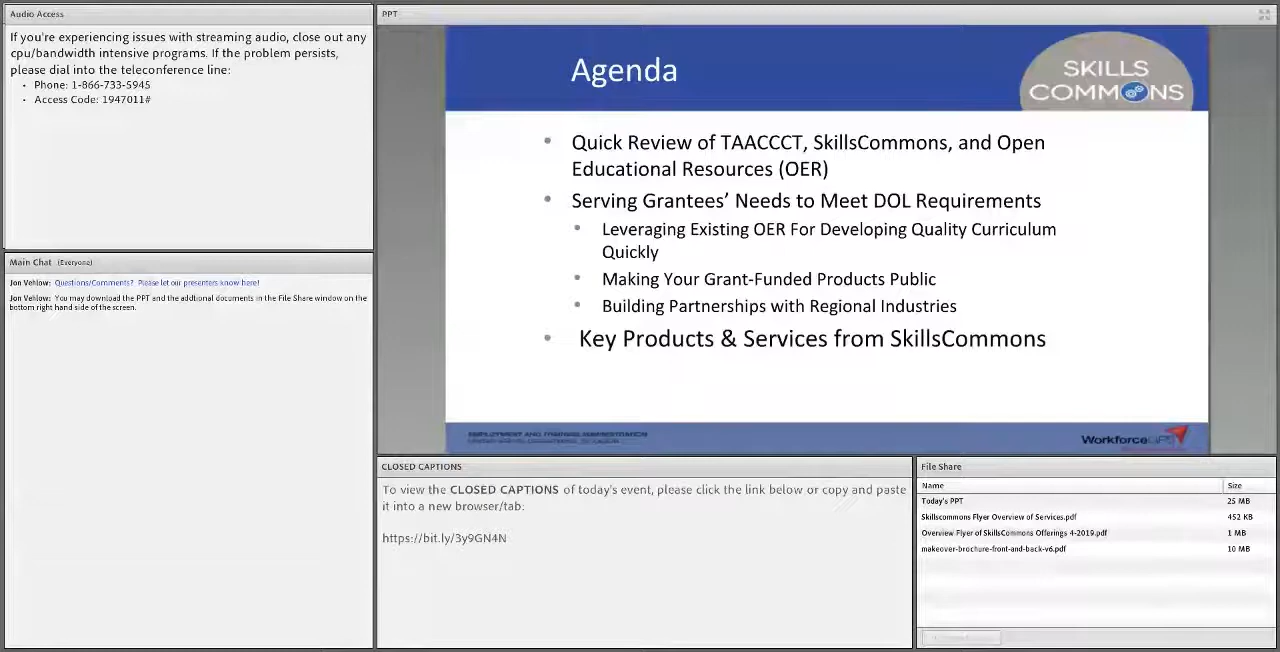 Audio Access
If you're experiencing issues with streaming audio, close out any
cpu/bandwidth intensive programs. If the problem persists,
please dial into the teleconference line:
• Phone: 1-866-733-5945
• Access Code: 1947011#
Main Chat (Everyone)
Jon Vehlow: Questions/Comments? Please let our presenters know here!
Jon Vehlow: You may download the PPT and the addtional documents in the File Share window on the
bottom right hand side of the screen.
PPT
Agenda
SKILLS
COMMONS
• Quick Review of TAACCCT, SkillsCommons, and Open
Educational Resources (OER)
• Serving Grantees’ Needs to Meet DOL Requirements
• Leveraging Existing OER For Developing Quality Curriculum
Quickly
• Making Your Grant-Funded Products Public
• Building Partnerships with Regional Industries
• Key Products & Services from SkillsCommons
EMPLOYMENT AND TRAINING ADMINISTRATION
WorkforceGPS
CLOSED CAPTIONS
To view the CLOSED CAPTIONS of today's event, please click the link below or copy and paste
it into a new browser/tab:
https://bit.ly/3y9GN4N
File Share
Name Size
Today's PPT 25 MB
Skillscommons Flyer Overview of Services.pdf 452 KB
Overview Flyer of SkillsCommons Offerings 4-2019.pdf 1 MB
makeover-brochure-front-and-back-v6.pdf 10 MB